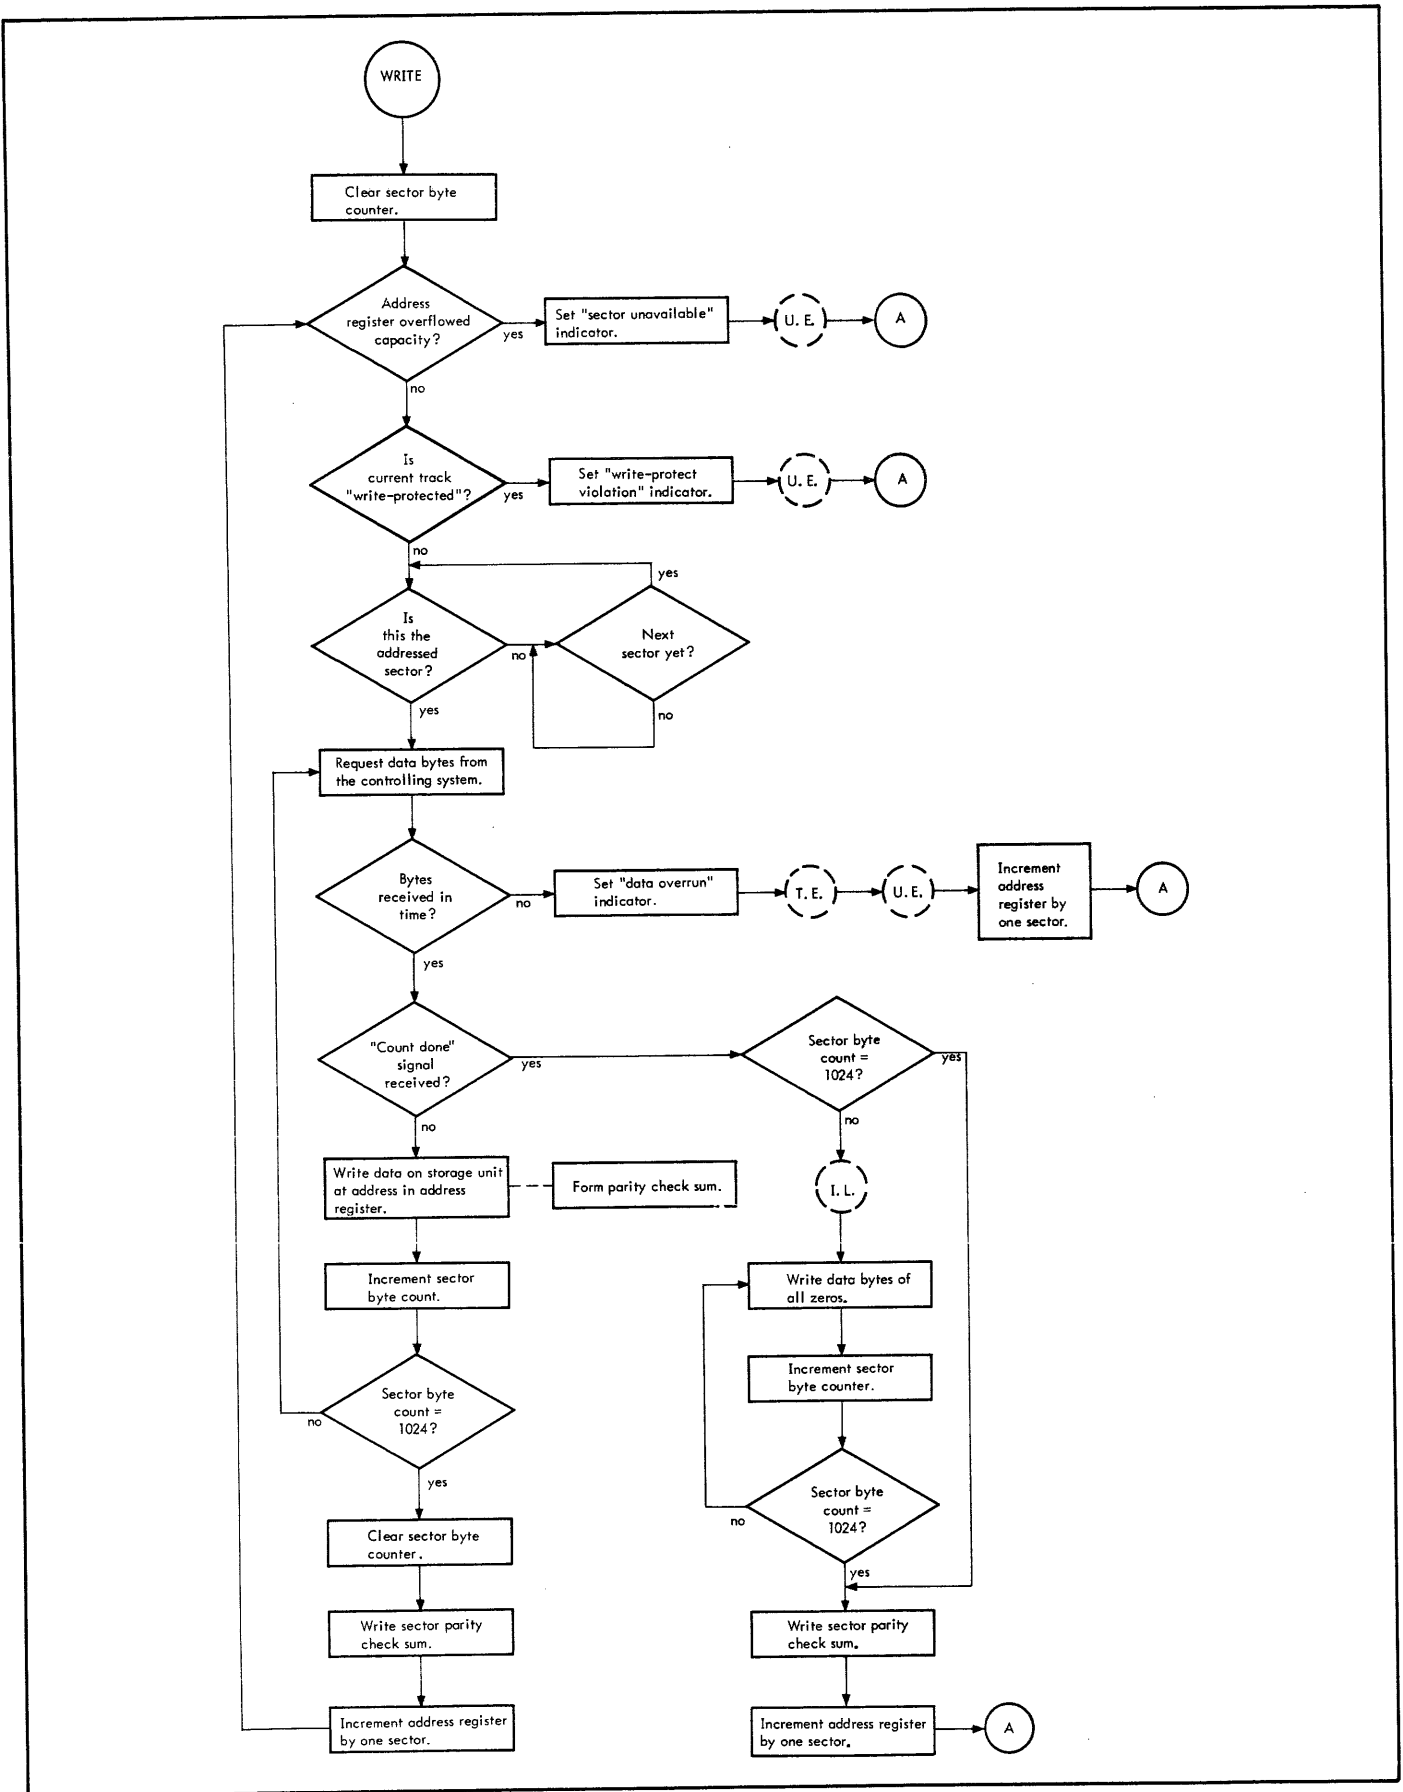 WRITE
Clear sector byte
counter.
Address
register overflowed
capacity?
yes
Set "sector unavailable"
indicator.
U. E.
A
no
Is
current track
"write-protected"?
yes
Set "write-protect
violation" indicator.
U. E.
A
no
yes
Is
this the
addressed
sector?
no
Next
sector yet?
yes
no
Request data bytes from
the controlling system.
Bytes
received in
time?
no
Set "data overrun"
indicator.
T. E.
U. E.
Increment
address
register by
one sector.
A
yes
"Count done"
signal
received?
yes
Sector byte
count =
1024?
yes
no
no
Write data on storage unit
at address in address
register.
Form parity check sum.
I. L.
Increment sector
byte count.
Write data bytes of
all zeros.
Sector byte
count =
1024?
no
Increment sector
byte counter.
yes
Sector byte
count =
1024?
no
Clear sector byte
counter.
yes
Write sector parity
check sum.
Write sector parity
check sum.
Increment address register
by one sector.
Increment address register
by one sector.
A